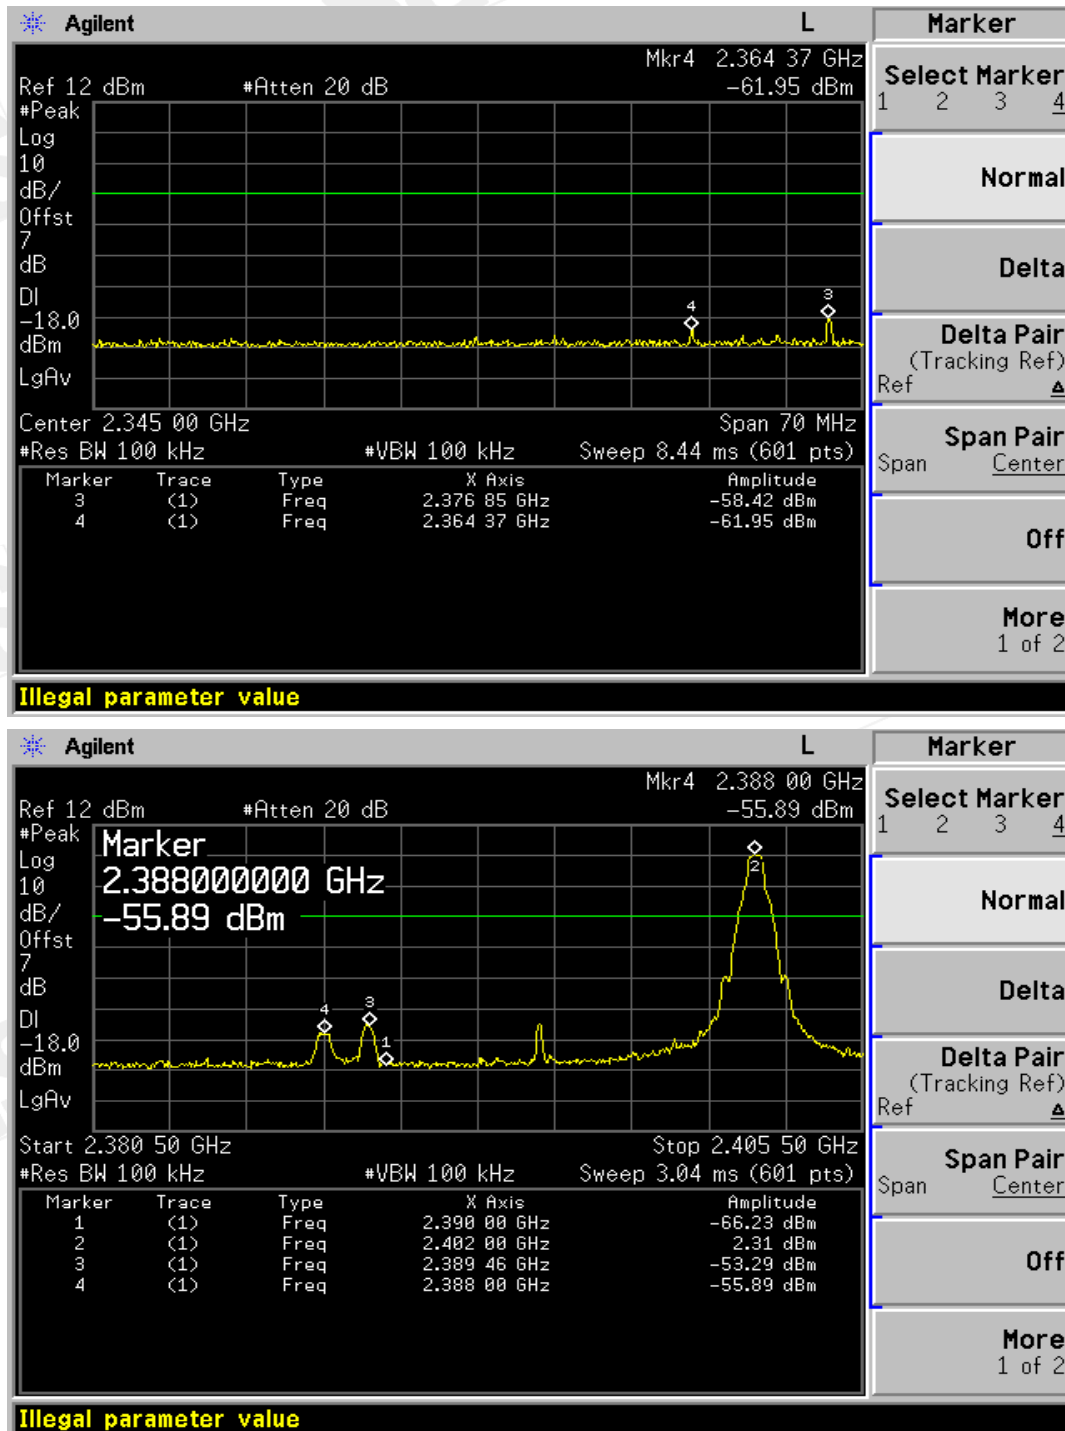 Agilent L Marker
Mkr4 2.364 37 GHz
Ref 12 dBm #Atten 20 dB -61.95 dBm
Select Marker
1 2 3 4
#Peak
Log
10
dB/
Offst
7
dB
DI
-18.0
dBm
LgAv
4
3
Normal
Delta
Delta Pair
(Tracking Ref)
Ref Δ
Center 2.345 00 GHz Span 70 MHz
#Res BW 100 kHz #VBW 100 kHz Sweep 8.44 ms (601 pts)
Span Pair
Span Center
Marker Trace Type X Axis Amplitude
3 (1) Freq 2.376 85 GHz -58.42 dBm
4 (1) Freq 2.364 37 GHz -61.95 dBm
Off
More
1 of 2
Illegal parameter value
Agilent L Marker
Mkr4 2.388 00 GHz
Ref 12 dBm #Atten 20 dB -55.89 dBm
Select Marker
1 2 3 4
#Peak
Log
10
dB/
Offst
7
dB
DI
-18.0
dBm
LgAv
Marker
2.388000000 GHz
-55.89 dBm
2
4
3
1
Normal
Delta
Delta Pair
(Tracking Ref)
Ref Δ
Start 2.380 50 GHz Stop 2.405 50 GHz
#Res BW 100 kHz #VBW 100 kHz Sweep 3.04 ms (601 pts)
Span Pair
Span Center
Marker Trace Type X Axis Amplitude
1 (1) Freq 2.390 00 GHz -66.23 dBm
2 (1) Freq 2.402 00 GHz 2.31 dBm
3 (1) Freq 2.389 46 GHz -53.29 dBm
4 (1) Freq 2.388 00 GHz -55.89 dBm
Off
More
1 of 2
Illegal parameter value